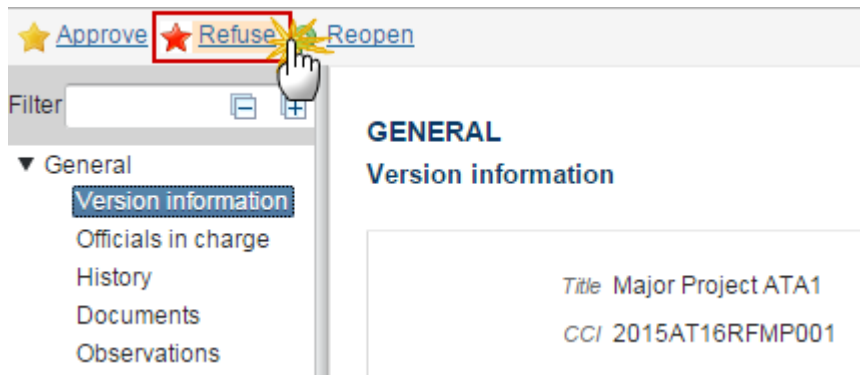 Approve Refuse Reopen
Filter
GENERAL
General
Version information
Version information
Officials in charge
History
Title Major Project ATA1
Documents
CCI 2015AT16RFMP001
Observations